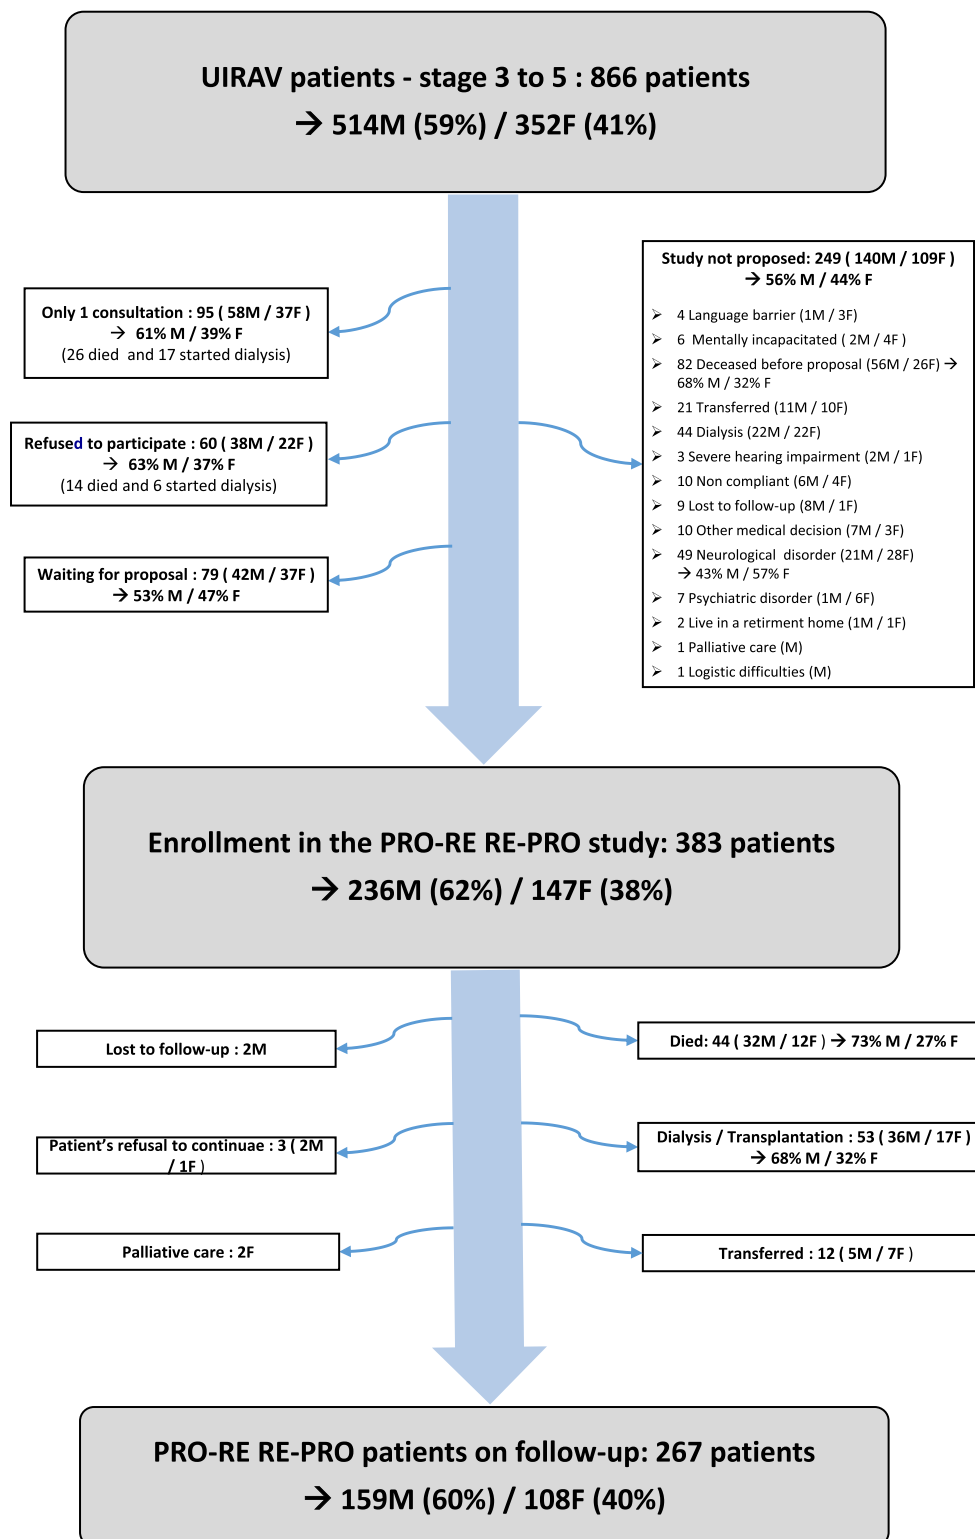 UIRAV patients - stage 3 to 5 : 866 patients
→ 514M (59%) / 352F (41%)
Only 1 consultation : 95 ( 58M / 37F )
→ 61% M / 39% F
(26 died and 17 started dialysis)
Refused to participate : 60 ( 38M / 22F )
→ 63% M / 37% F
(14 died and 6 started dialysis)
Waiting for proposal : 79 ( 42M / 37F )
→ 53% M / 47% F
Study not proposed: 249 ( 140M / 109F )
→ 56% M / 44% F
➢ 4 Language barrier (1M / 3F)
➢ 6 Mentally incapacitated ( 2M / 4F )
➢ 82 Deceased before proposal (56M / 26F) →
68% M / 32% F
➢ 21 Transferred (11M / 10F)
➢ 44 Dialysis (22M / 22F)
➢ 3 Severe hearing impairment (2M / 1F)
➢ 10 Non compliant (6M / 4F)
➢ 9 Lost to follow-up (8M / 1F)
➢ 10 Other medical decision (7M / 3F)
➢ 49 Neurological disorder (21M / 28F)
→ 43% M / 57% F
➢ 7 Psychiatric disorder (1M / 6F)
➢ 2 Live in a retirment home (1M / 1F)
➢ 1 Palliative care (M)
➢ 1 Logistic difficulties (M)
Enrollment in the PRO-RE RE-PRO study: 383 patients
→ 236M (62%) / 147F (38%)
Lost to follow-up : 2M
Patient's refusal to continuae : 3 ( 2M
/ 1F )
Palliative care : 2F
Died: 44 ( 32M / 12F ) → 73% M / 27% F
Dialysis / Transplantation : 53 ( 36M / 17F )
→ 68% M / 32% F
Transferred : 12 ( 5M / 7F )
PRO-RE RE-PRO patients on follow-up: 267 patients
→ 159M (60%) / 108F (40%)